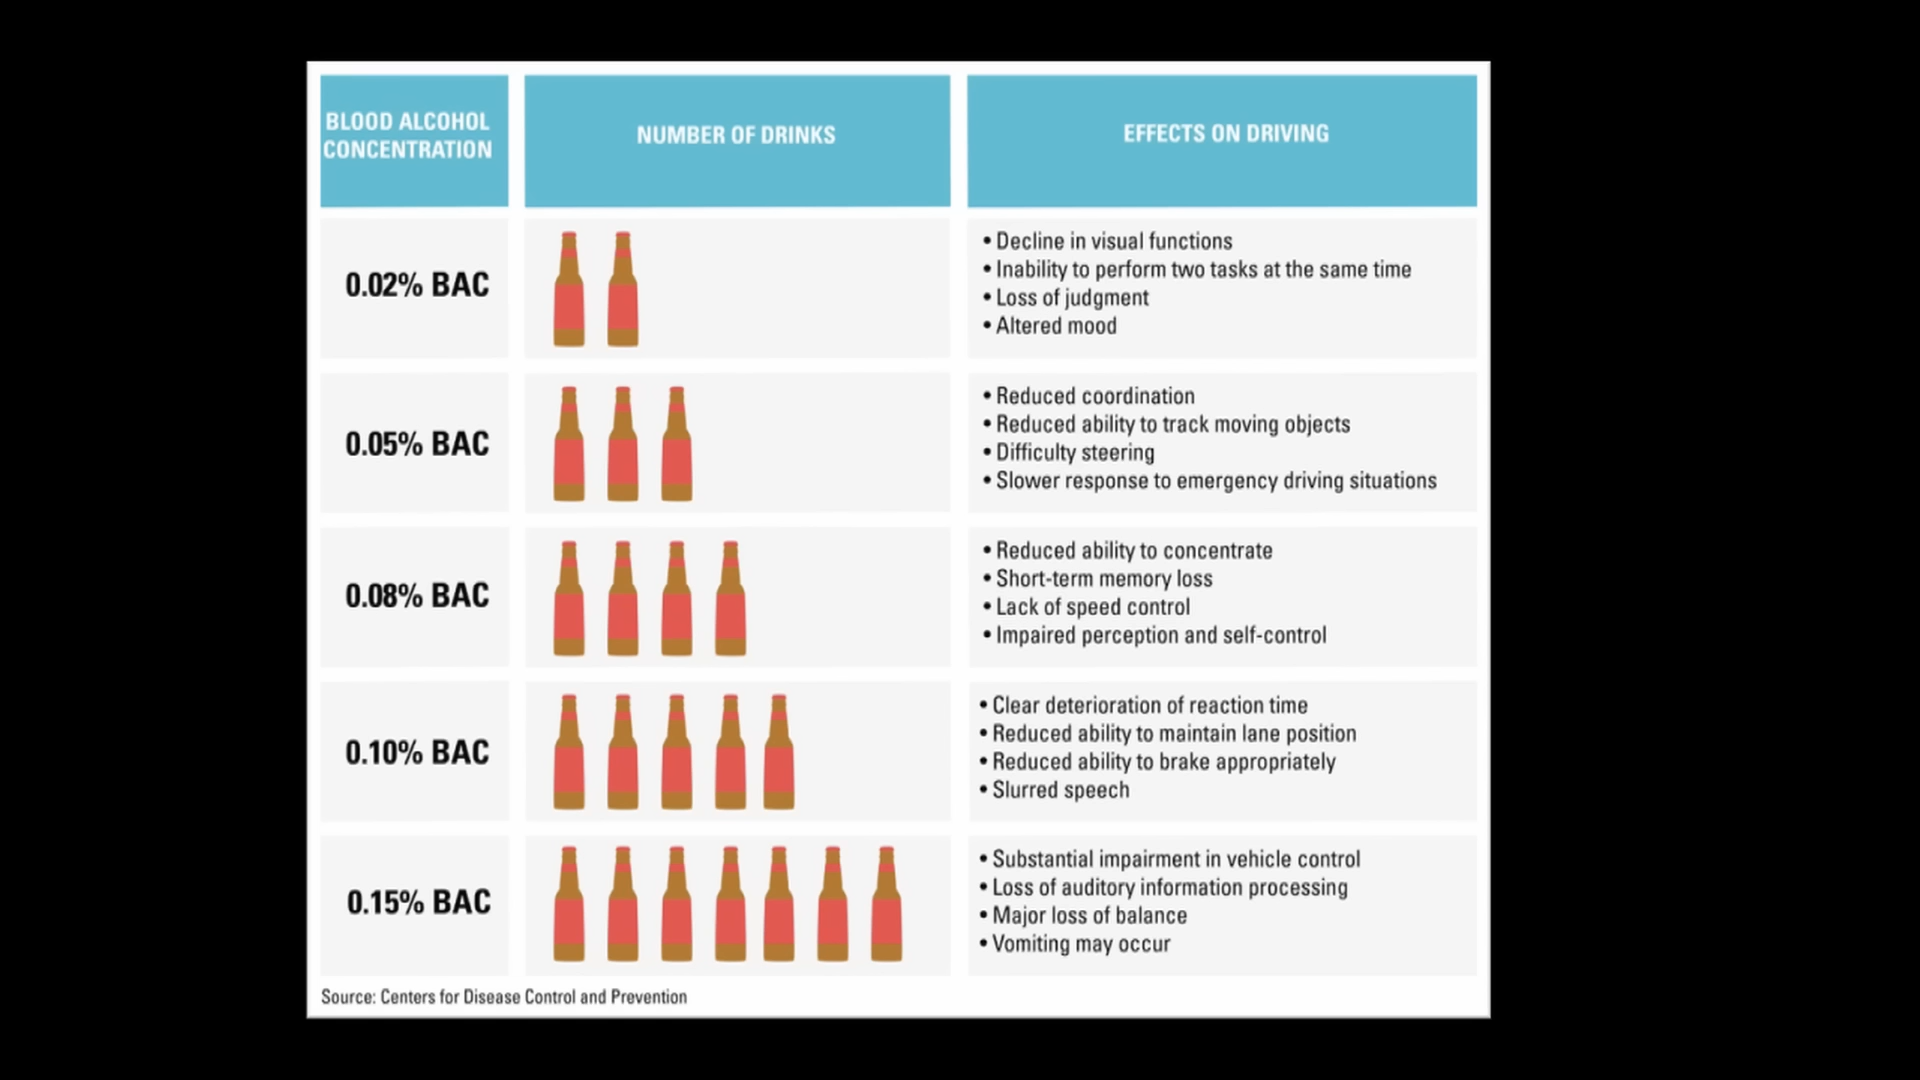 BLOOD ALCOHOL
CONCENTRATION
NUMBER OF DRINKS
EFFECTS ON DRIVING
0.02% BAC
• Decline in visual functions
• Inability to perform two tasks at the same time
• Loss of judgment
• Altered mood
0.05% BAC
• Reduced coordination
• Reduced ability to track moving objects
• Difficulty steering
• Slower response to emergency driving situations
0.08% BAC
• Reduced ability to concentrate
• Short-term memory loss
• Lack of speed control
• Impaired perception and self-control
0.10% BAC
• Clear deterioration of reaction time
• Reduced ability to maintain lane position
• Reduced ability to brake appropriately
• Slurred speech
0.15% BAC
• Substantial impairment in vehicle control
• Loss of auditory information processing
• Major loss of balance
• Vomiting may occur
Source: Centers for Disease Control and Prevention